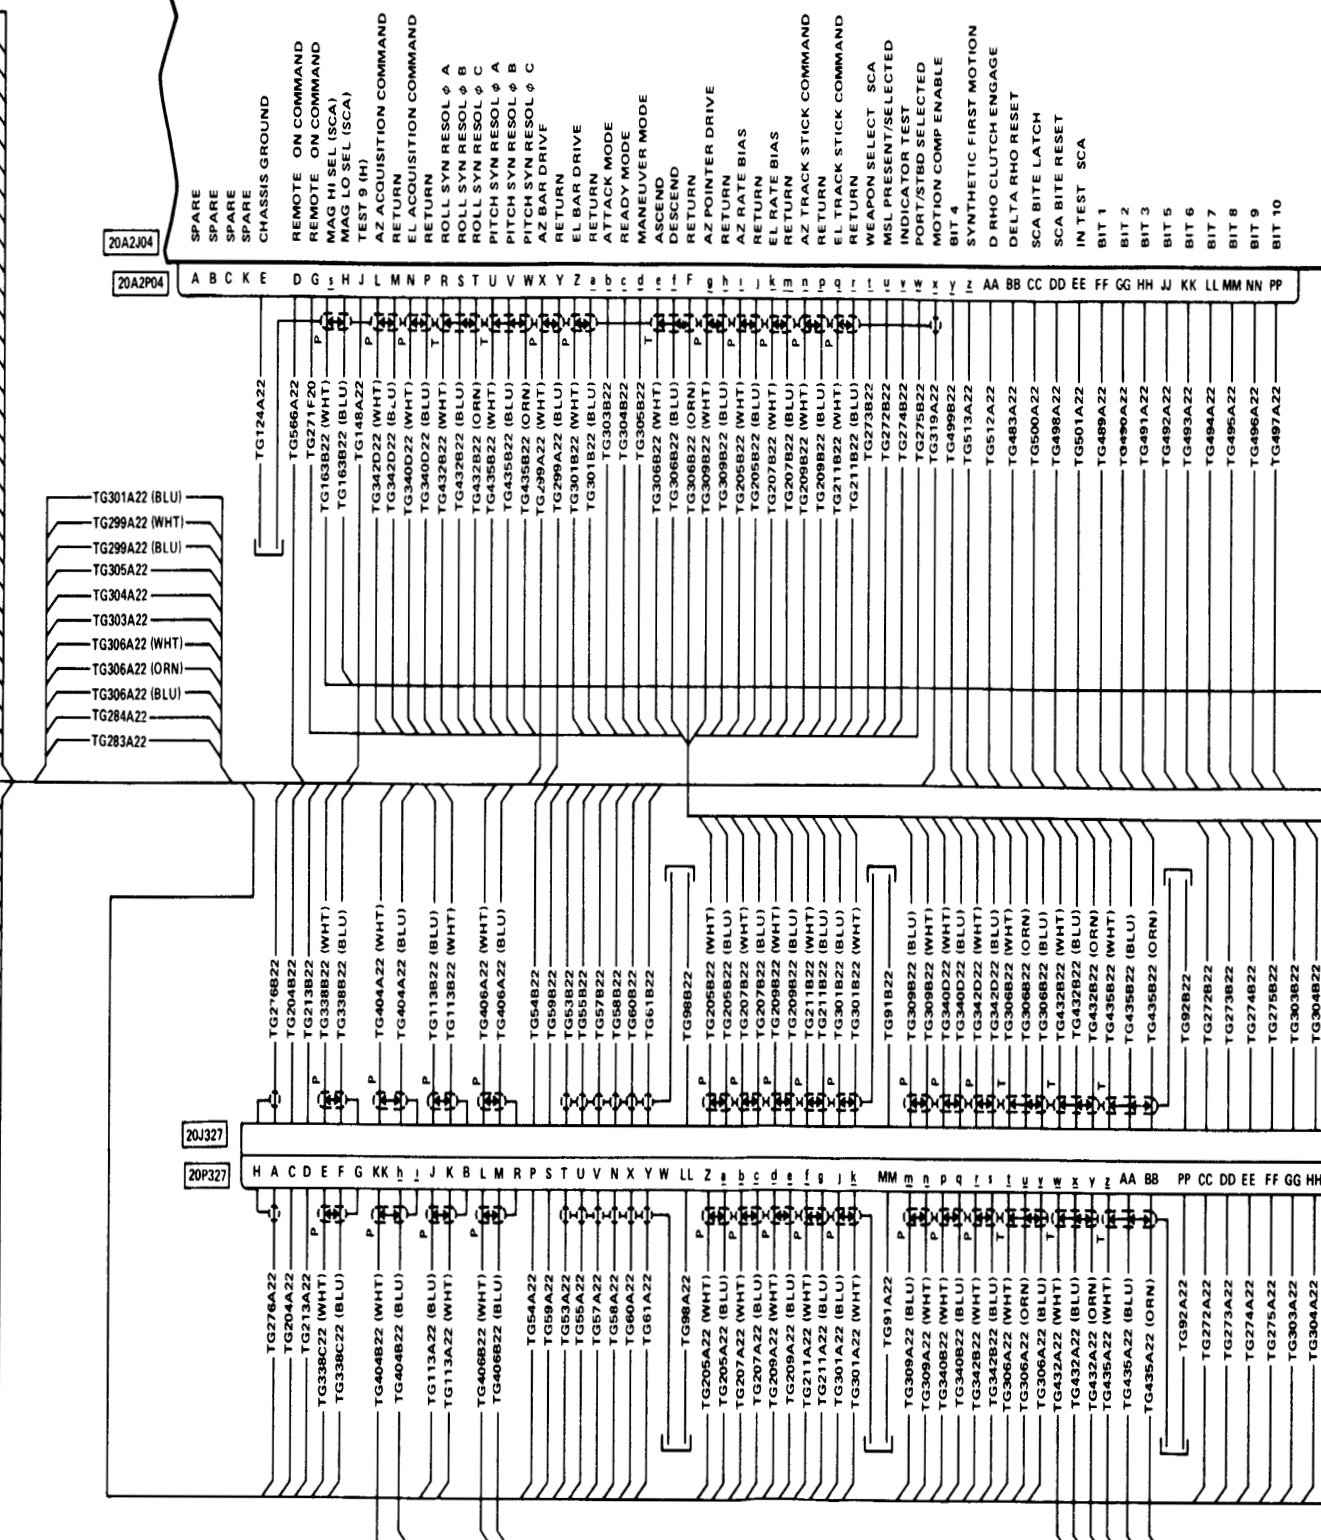 20A2J04
SPARE
SPARE
SPARE
SPARE
CHASSIS GROUND
REMOTE ON COMMAND
REMOTE ON COMMAND
MAG HI SEL (SCA)
MAG LO SEL (SCA)
TEST 9 (H)
AZ ACQUISITION COMMAND
RETURN
EL ACQUISITION COMMAND
RETURN
ROLL SYN RESOL φ A
ROLL SYN RESOL φ B
ROLL SYN RESOL φ C
PITCH SYN RESOL φ A
PITCH SYN RESOL φ B
PITCH SYN RESOL φ C
AZ BAR DRIVE
RETURN
EL BAR DRIVE
RETURN
ATTACK MODE
READY MODE
MANEUVER MODE
ASCEND
DESCEND
RETURN
AZ POINTER DRIVE
RETURN
AZ RATE BIAS
RETURN
EL RATE BIAS
RETURN
AZ TRACK STICK COMMAND
RETURN
EL TRACK STICK COMMAND
RETURN
WEAPON SELECT SCA
MSL PRESENT/SELECTED
INDICATOR TEST
PORT/STBD SELECTED
MOTION COMP ENABLE
BIT 4
SYNTHETIC FIRST MOTION
D RHO CLUTCH ENGAGE
DELTA RHO RESET
SCA BITE LATCH
SCA BITE RESET
IN TEST SCA
BIT 1
BIT 2
BIT 3
BIT 5
BIT 6
BIT 7
BIT 8
BIT 9
BIT 10
20A2P04
A B C K E D G s H J L M N P R S T U V W X Y Z a b c d e f F g h i j k m n p q r t u v w x y z AA BB CC DD EE FF GG HH JJ KK LL MM NN PP
P P P T T P P T P P P P P
TG124A22
TG566A22
TG271F20
TG163B22 (WHT)
TG163B22 (BLU)
TG148A22
TG342D22 (WHT)
TG342D22 (BLU)
TG340D22 (WHT)
TG340D22 (BLU)
TG432B22 (WHT)
TG432B22 (BLU)
TG432B22 (ORN)
TG435B22 (WHT)
TG435B22 (BLU)
TG435B22 (ORN)
TG299A22 (WHT)
TG299A22 (BLU)
TG301B22 (WHT)
TG301B22 (BLU)
TG303B22
TG304B22
TG305B22
TG306B22 (WHT)
TG306B22 (BLU)
TG306B22 (ORN)
TG309B22 (WHT)
TG309B22 (BLU)
TG205B22 (WHT)
TG205B22 (BLU)
TG207B22 (WHT)
TG207B22 (BLU)
TG209B22 (WHT)
TG209B22 (BLU)
TG211B22 (WHT)
TG211B22 (BLU)
TG273B22
TG272B22
TG274B22
TG275B22
TG319A22
TG499B22
TG513A22
TG512A22
TG483A22
TG500A22
TG498A22
TG501A22
TG489A22
TG490A22
TG491A22
TG492A22
TG493A22
TG494A22
TG495A22
TG496A22
TG497A22
TG301A22 (BLU)
TG299A22 (WHT)
TG299A22 (BLU)
TG305A22
TG304A22
TG303A22
TG306A22 (WHT)
TG306A22 (ORN)
TG306A22 (BLU)
TG284A22
TG283A22
TG276B22
TG204B22
TG213B22
TG338B22 (WHT)
TG338B22 (BLU)
TG404A22 (WHT)
TG404A22 (BLU)
TG113B22 (BLU)
TG113B22 (WHT)
TG406A22 (WHT)
TG406A22 (BLU)
TG54B22
TG59B22
TG53B22
TG55B22
TG57B22
TG58B22
TG60B22
TG61B22
TG98B22
TG205B22 (WHT)
TG205B22 (BLU)
TG207B22 (WHT)
TG207B22 (BLU)
TG209B22 (WHT)
TG209B22 (BLU)
TG211B22 (WHT)
TG211B22 (BLU)
TG301B22 (BLU)
TG301B22 (WHT)
TG91B22
TG309B22 (BLU)
TG309B22 (WHT)
TG340D22 (WHT)
TG340D22 (BLU)
TG342D22 (WHT)
TG342D22 (BLU)
TG306B22 (WHT)
TG306B22 (ORN)
TG306B22 (BLU)
TG432B22 (WHT)
TG432B22 (BLU)
TG432B22 (ORN)
TG435B22 (WHT)
TG435B22 (BLU)
TG435B22 (ORN)
TG92B22
TG272B22
TG273B22
TG274B22
TG275B22
TG303B22
TG304B22
P P P P P P P P P P P P T T T
20J327
20P327
H A C D E F G KK h i J K B L M R P S T U V N X Y W LL Z a b c d e f g j k MM m n p q r s t u v w x y z AA BB PP CC DD EE FF GG HH
P P P P P P P P P P P P T T T
TG276A22
TG204A22
TG213A22
TG338C22 (WHT)
TG338C22 (BLU)
TG404B22 (WHT)
TG404B22 (BLU)
TG113A22 (BLU)
TG113A22 (WHT)
TG406B22 (WHT)
TG406B22 (BLU)
TG54A22
TG59A22
TG53A22
TG55A22
TG57A22
TG58A22
TG60A22
TG61A22
TG98A22
TG205A22 (WHT)
TG205A22 (BLU)
TG207A22 (WHT)
TG207A22 (BLU)
TG209A22 (WHT)
TG209A22 (BLU)
TG211A22 (WHT)
TG211A22 (BLU)
TG301A22 (BLU)
TG301A22 (WHT)
TG91A22
TG309A22 (BLU)
TG309A22 (WHT)
TG340B22 (WHT)
TG340B22 (BLU)
TG342B22 (WHT)
TG342B22 (BLU)
TG306A22 (WHT)
TG306A22 (ORN)
TG306A22 (BLU)
TG432A22 (WHT)
TG432A22 (BLU)
TG432A22 (ORN)
TG435A22 (WHT)
TG435A22 (BLU)
TG435A22 (ORN)
TG92A22
TG272A22
TG273A22
TG274A22
TG275A22
TG303A22
TG304A22